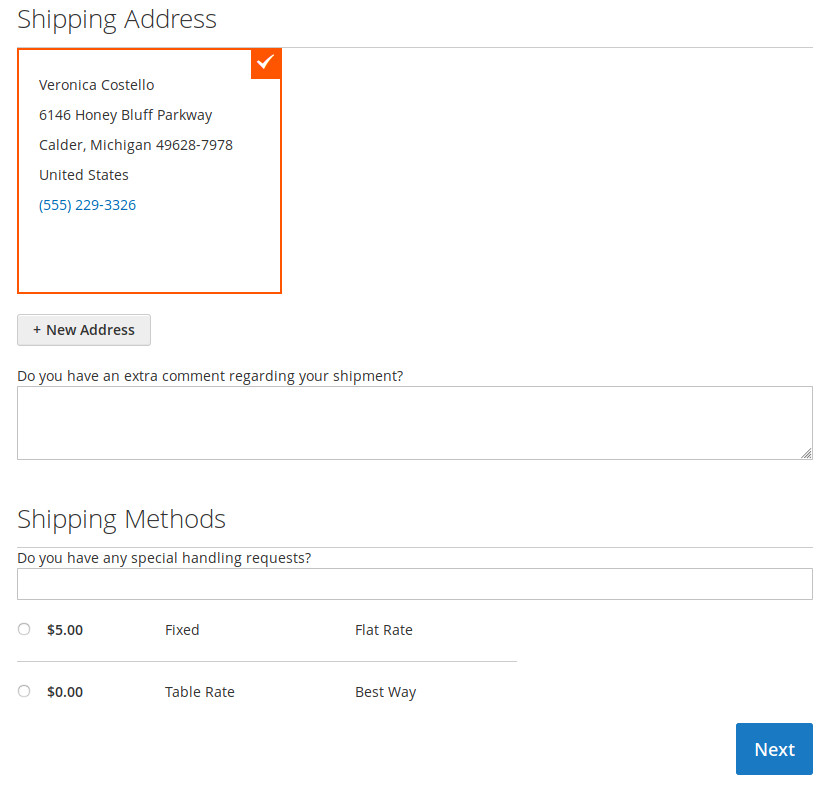 Shipping Address
Veronica Costello
6146 Honey Bluff Parkway
Calder, Michigan 49628-7978
United States
(555) 229-3326
+ New Address
Do you have an extra comment regarding your shipment?
Shipping Methods
Do you have any special handling requests?
$5.00 Fixed Flat Rate
$0.00 Table Rate Best Way
Next